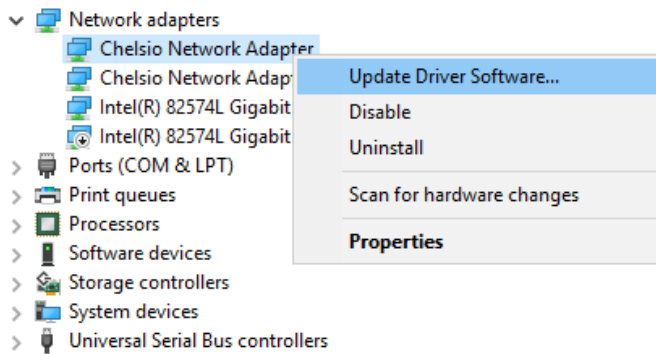 Network adapters
Chelsio Network Adapter
Chelsio Network Adap
Intel(R) 82574L Gigabit
Intel(R) 82574L Gigabit
Ports (COM & LPT)
Print queues
Processors
Software devices
Storage controllers
System devices
Universal Serial Bus controllers
Update Driver Software...
Disable
Uninstall
Scan for hardware changes
Properties